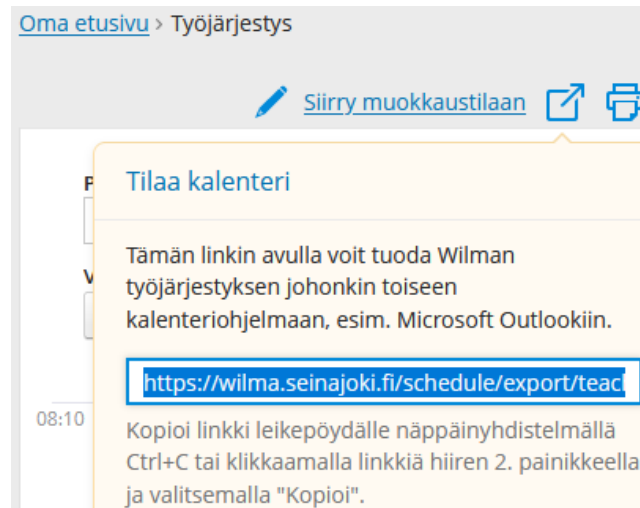 Oma etusivu > Työjärjestys
Siirry muokkaustilaan
P
Tilaa kalenteri
Tämän linkin avulla voit tuoda Wilman
V
työjärjestyksen johonkin toiseen
kalenteriohjelmaan, esim. Microsoft Outlookiin.
https://wilma.seinajoki.fi/schedule/export/teac
08:10
Kopioi linkki leikepöydälle näppäinyhdistelmällä
Ctrl+C tai klikkaamalla linkkiä hiiren 2. painikkeella
ja valitsemalla "Kopioi".